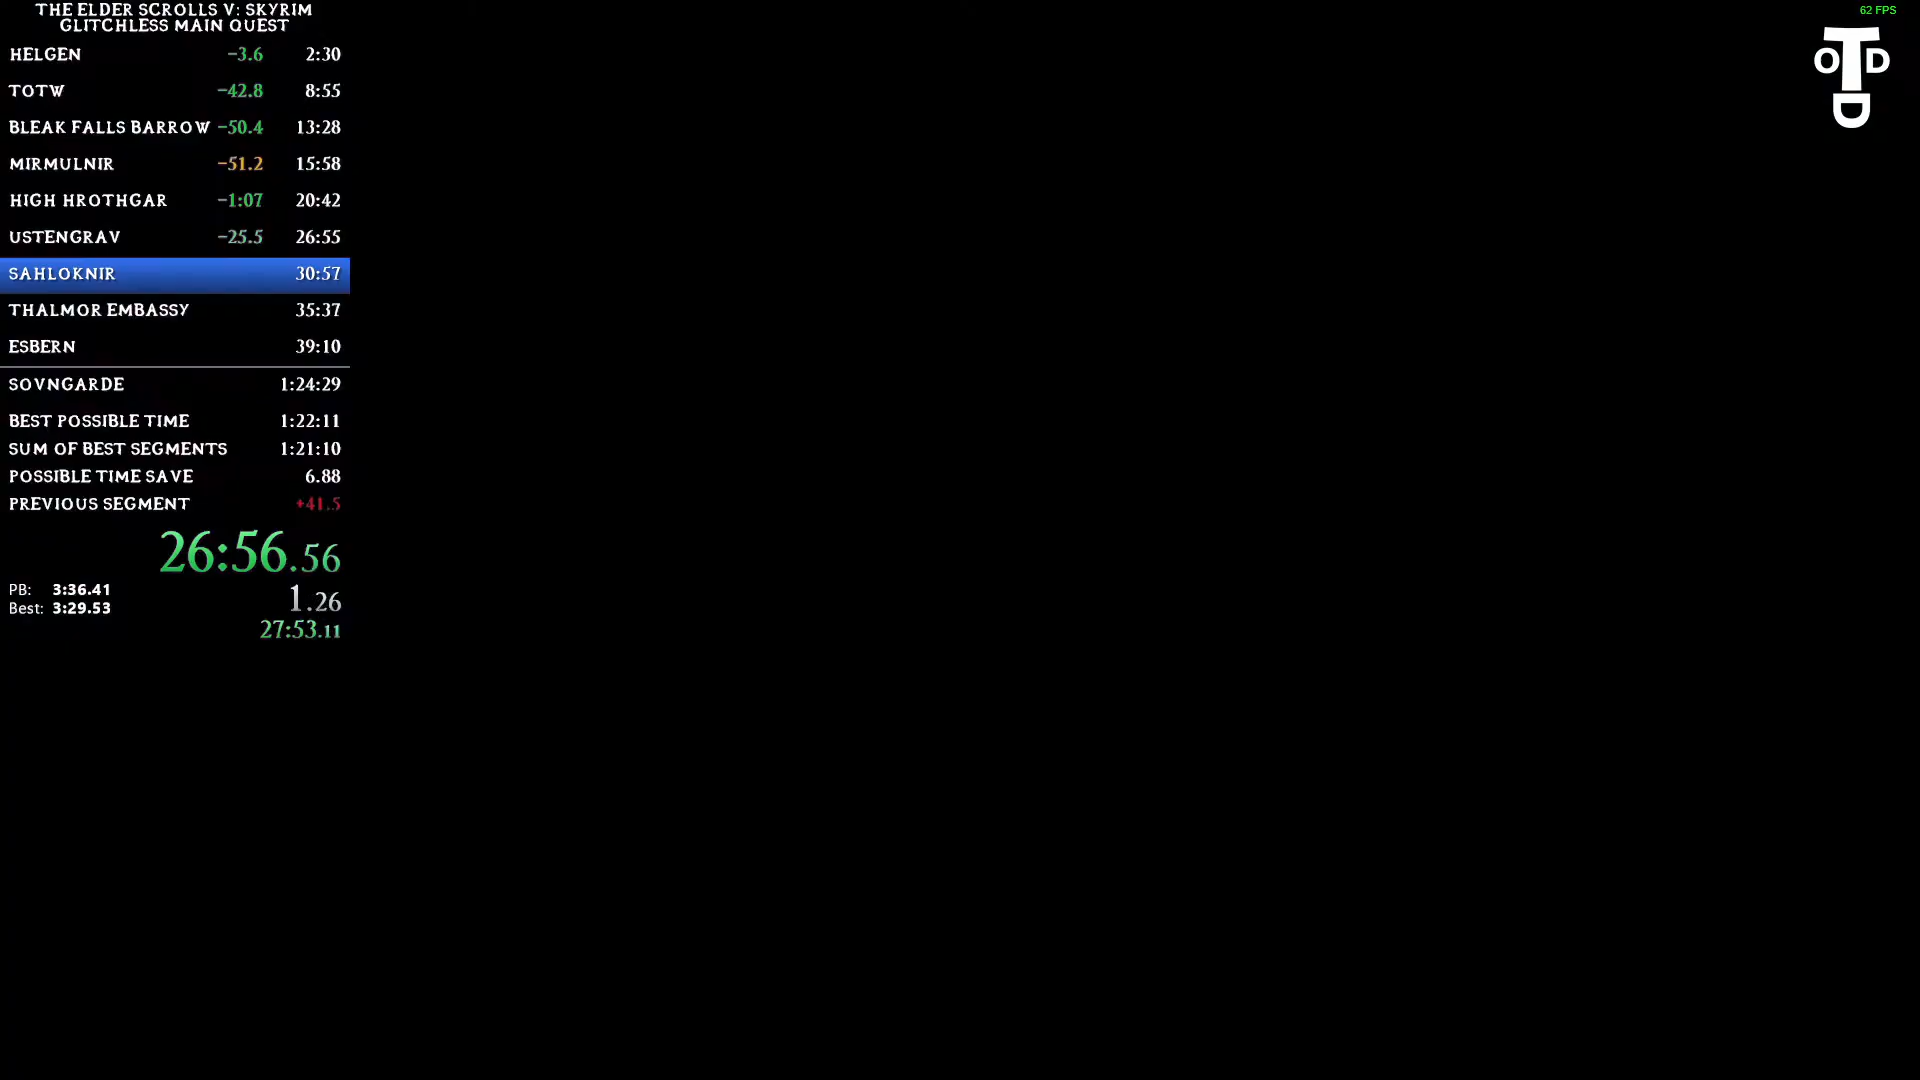 THE ELDER SCROLLS V: SKYRIM
GLITCHLESS MAIN QUEST
HELGEN -3.6 2:30
TOTW -42.8 8:55
BLEAK FALLS BARROW -50.4 13:28
MIRMULNIR -51.2 15:58
HIGH HROTHGAR -1:07 20:42
USTENGRAV -25.5 26:55
SAHLOKNIR 30:57
THALMOR EMBASSY 35:37
ESBERN 39:10
SOVNGARDE 1:24:29
BEST POSSIBLE TIME 1:22:11
SUM OF BEST SEGMENTS 1:21:10
POSSIBLE TIME SAVE 6.88
PREVIOUS SEGMENT +41.5
26:56.56
PB: 3:36.41
Best: 3:29.53
1.26
27:53.11
62 FPS
T
O D
D